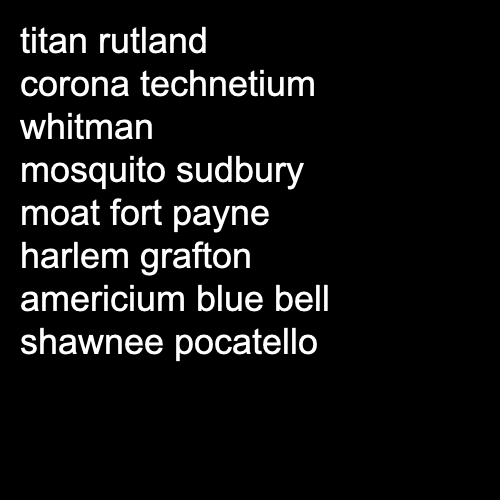 titan rutland
corona technetium
whitman
mosquito sudbury
moat fort payne
harlem grafton
americium blue bell
shawnee pocatello